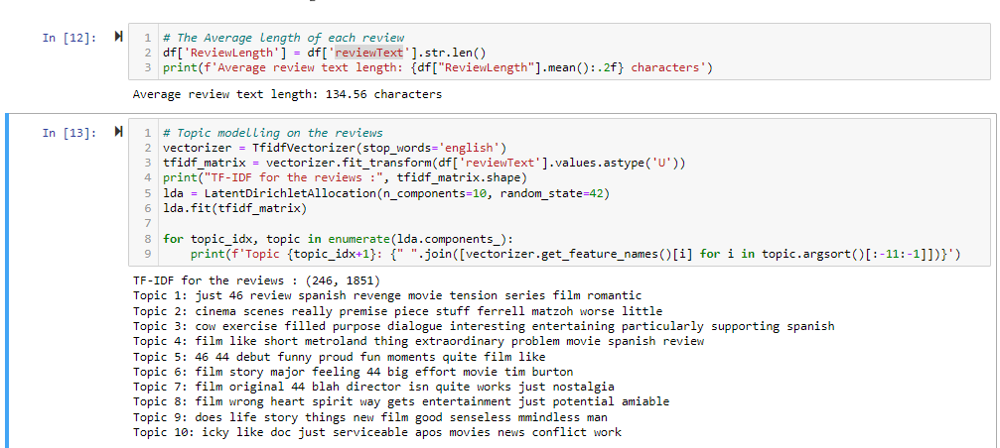 In [12]:
1 # The Average length of each review
2 df['ReviewLength'] = df['reviewText'].str.len()
3 print(f'Average review text length: {df["ReviewLength"].mean():.2f} characters')
Average review text length: 134.56 characters
In [13]:
1 # Topic modelling on the reviews
2 vectorizer = TfidfVectorizer(stop_words='english')
3 tfidf_matrix = vectorizer.fit_transform(df['reviewText'].values.astype('U'))
4 print("TF-IDF for the reviews :", tfidf_matrix.shape)
5 lda = LatentDirichletAllocation(n_components=10, random_state=42)
6 lda.fit(tfidf_matrix)
7
8 for topic_idx, topic in enumerate(lda.components_):
9     print(f'Topic {topic_idx+1}: {" ".join([vectorizer.get_feature_names()[i] for i in topic.argsort()[:-11:-1]])}')
TF-IDF for the reviews : (246, 1851)
Topic 1: just 46 review spanish revenge movie tension series film romantic
Topic 2: cinema scenes really premise piece stuff ferrell matzoh worse little
Topic 3: cow exercise filled purpose dialogue interesting entertaining particularly supporting spanish
Topic 4: film like short metroland thing extraordinary problem movie spanish review
Topic 5: 46 44 debut funny proud fun moments quite film like
Topic 6: film story major feeling 44 big effort movie tim burton
Topic 7: film original 44 blah director isn quite works just nostalgia
Topic 8: film wrong heart spirit way gets entertainment just potential amiable
Topic 9: does life story things new film good senseless mmindless man
Topic 10: icky like doc just serviceable apos movies news conflict work